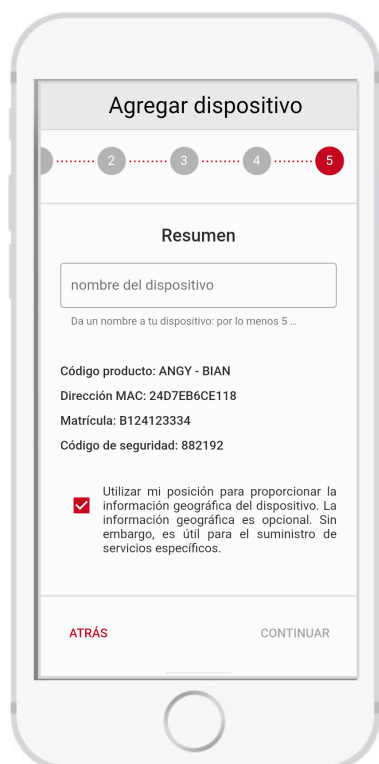 Agregar dispositivo
2 3 4 5
Resumen
nombre del dispositivo
Da un nombre a tu dispositivo: por lo menos 5 ...
Código producto: ANGY - BIAN
Dirección MAC: 24D7EB6CE118
Matrícula: B124123334
Código de seguridad: 882192
Utilizar mi posición para proporcionar la
información geográfica del dispositivo. La
información geográfica es opcional. Sin
embargo, es útil para el suministro de
servicios específicos.
ATRÁS CONTINUAR